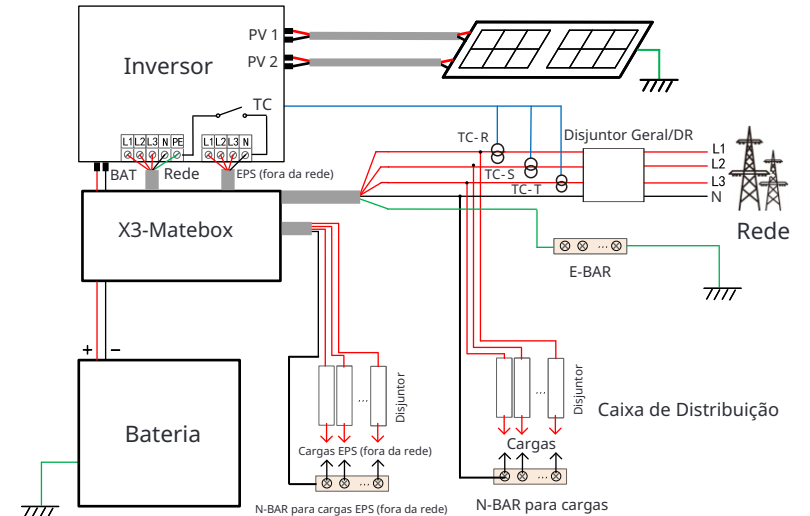 PV 1
Inversor
PV 2
TC
L1 L2 L3 N PE
L1 L2 L3 N
BAT
Rede
EPS (fora da rede)
TC-R
Disjuntor Geral/DR
L1
L2
TC-S
L3
TC-T
N
X3-Matebox
Rede
...
E-BAR
+
−
...
Disjuntor
...
Disjuntor
Caixa de Distribuição
Bateria
Cargas EPS (fora da rede)
Cargas
...
...
N-BAR para cargas EPS (fora da rede)
N-BAR para cargas